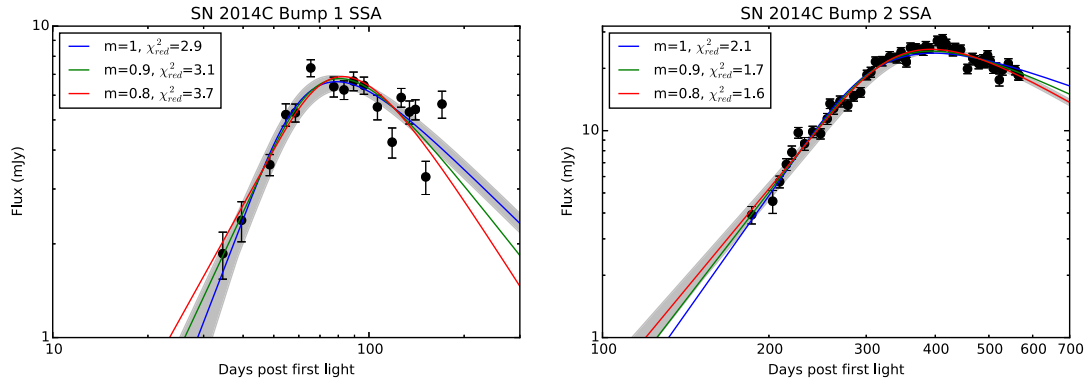 SN 2014C Bump 1 SSA
m=1, χ²red=2.9
m=0.9, χ²red=3.1
m=0.8, χ²red=3.7
10
1
Flux (mJy)
10
100
Days post first light
SN 2014C Bump 2 SSA
m=1, χ²red=2.1
m=0.9, χ²red=1.7
m=0.8, χ²red=1.6
10
1
Flux (mJy)
100
200
300
400
500
600
700
Days post first light